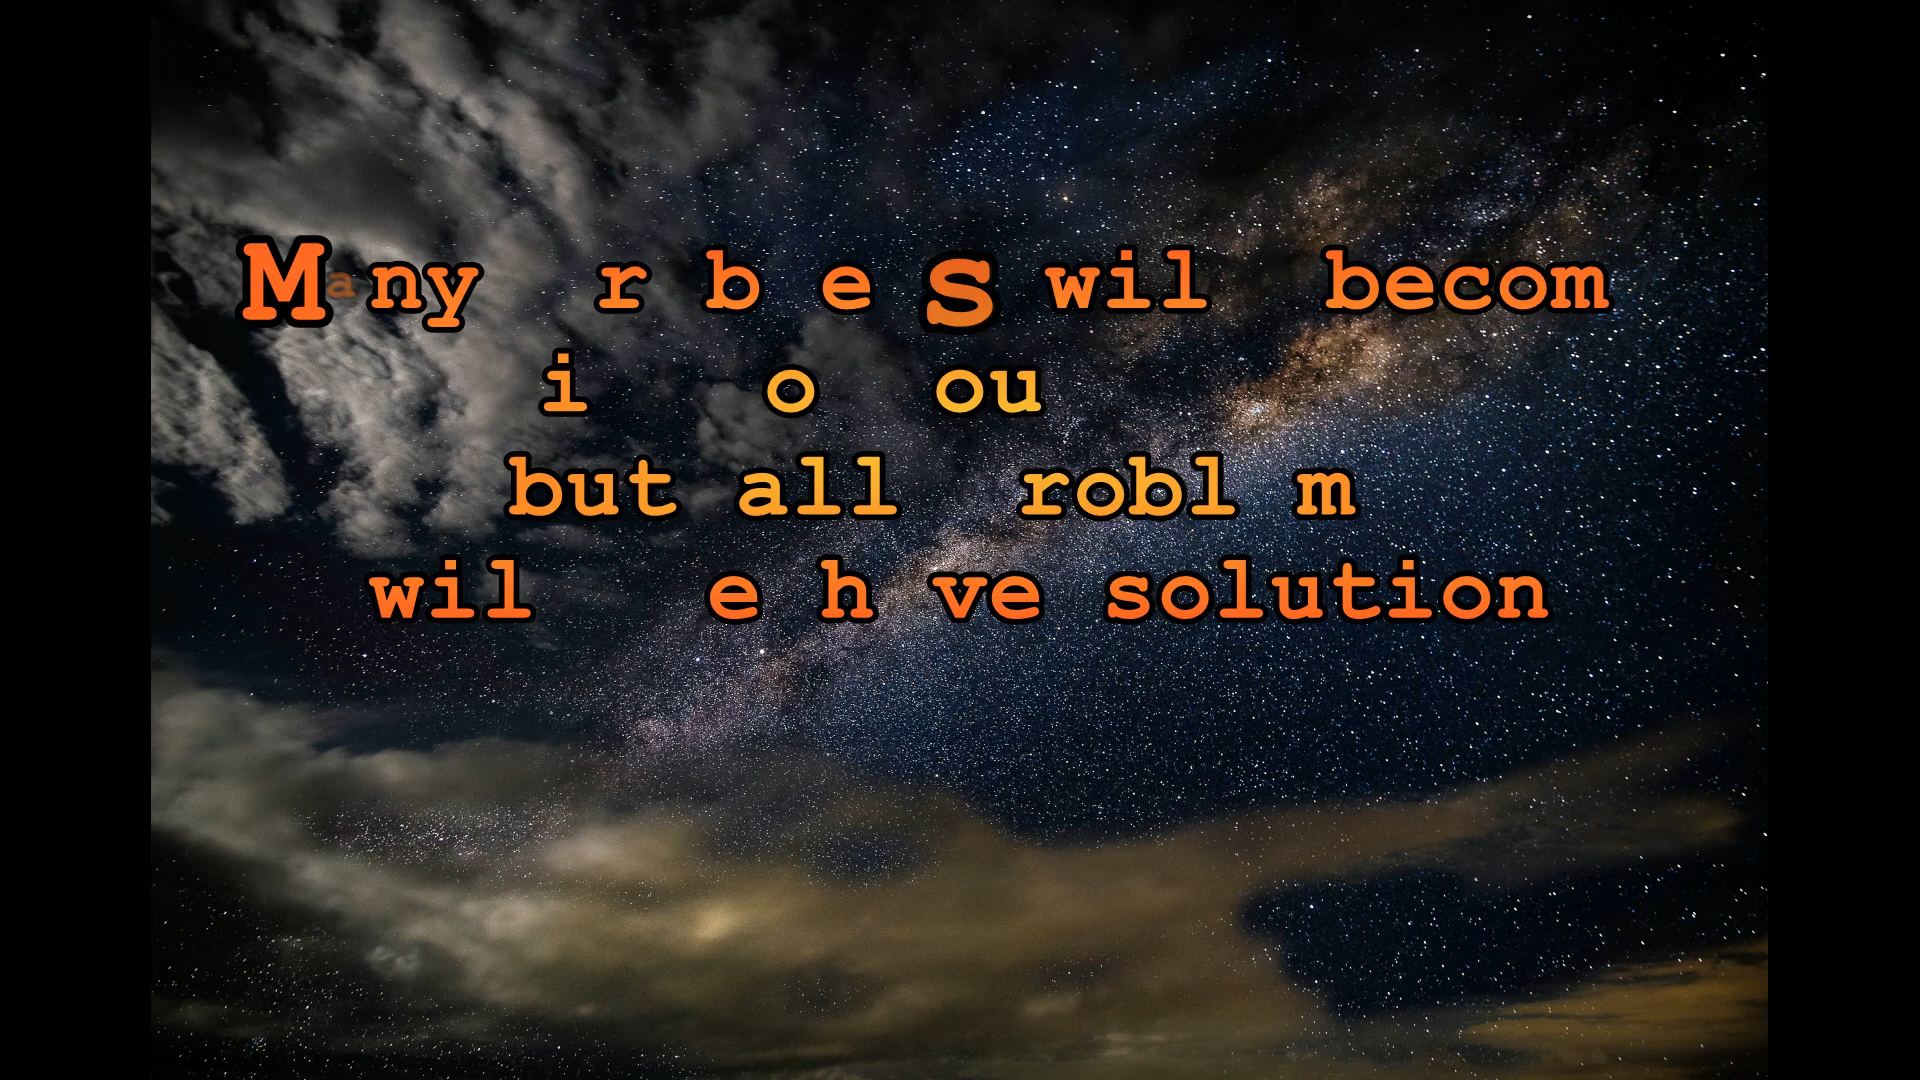 Many r b e s wil becom
i o ou
but all robl m
wil e h ve solution